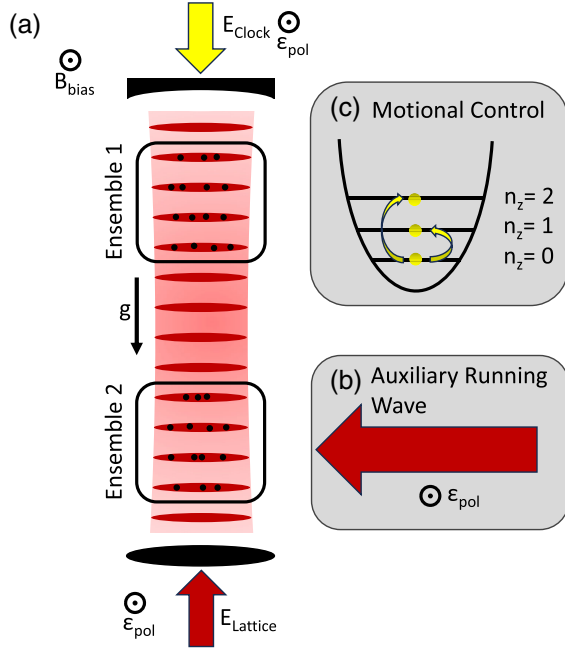 (a)
E_Clock
ε_pol
B_bias
Ensemble 1
g
Ensemble 2
ε_pol
E_Lattice
(c) Motional Control
n_z= 2
n_z= 1
n_z= 0
(b) Auxiliary Running
Wave
ε_pol